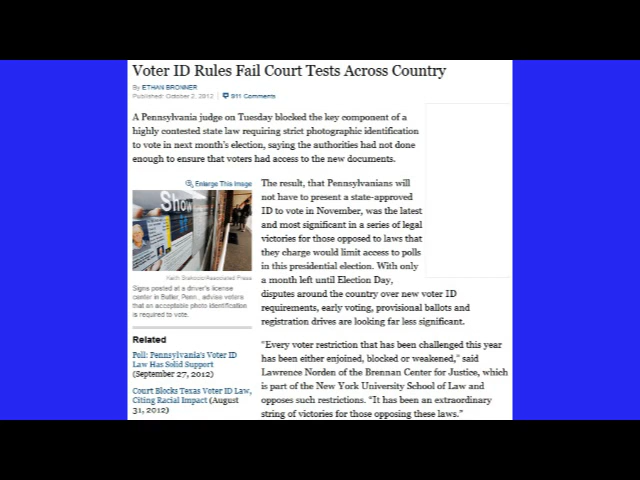 Voter ID Rules Fail Court Tests Across Country
By ETHAN BRONNER
Published: October 2, 2012
911 Comments
A Pennsylvania judge on Tuesday blocked the key component of a
highly contested state law requiring strict photographic identification
to vote in next month's election, saying the authorities had not done
enough to ensure that voters had access to the new documents.
Enlarge This Image
Show
Keith Srakocic/Associated Press
Signs posted at a driver's license
center in Butler, Penn., advise voters
that an acceptable photo identification
is required to vote.
Related
Poll: Pennsylvania's Voter ID
Law Has Solid Support
(September 27, 2012)
Court Blocks Texas Voter ID Law,
Citing Racial Impact (August
31, 2012)
The result, that Pennsylvanians will
not have to present a state-approved
ID to vote in November, was the latest
and most significant in a series of legal
victories for those opposed to laws that
they charge would limit access to polls
in this presidential election. With only
a month left until Election Day,
disputes around the country over new voter ID
requirements, early voting, provisional ballots and
registration drives are looking far less significant.
"Every voter restriction that has been challenged this year
has been either enjoined, blocked or weakened," said
Lawrence Norden of the Brennan Center for Justice, which
is part of the New York University School of Law and
opposes such restrictions. "It has been an extraordinary
string of victories for those opposing these laws."